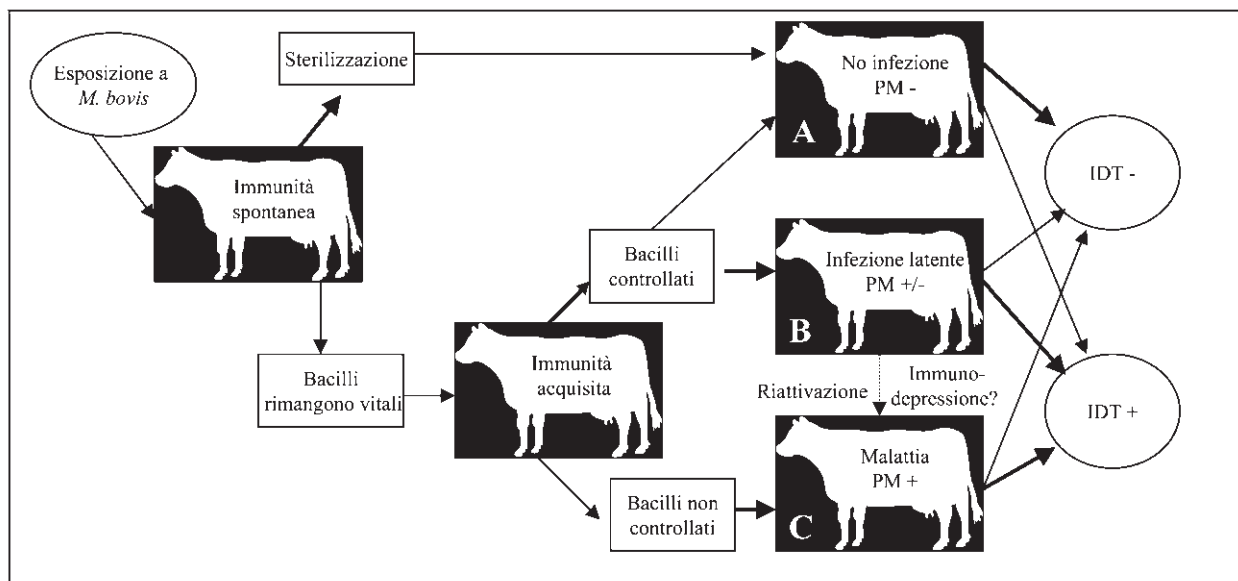 Esposizione a
M. bovis
Sterilizzazione
Immunità
spontanea
Bacilli
rimangono vitali
Immunità
acquisita
Bacilli
controllati
Bacilli non
controllati
No infezione
PM -
A
Infezione latente
PM +/-
B
Riattivazione
Immuno-
depressione?
Malattia
PM +
C
IDT -
IDT +